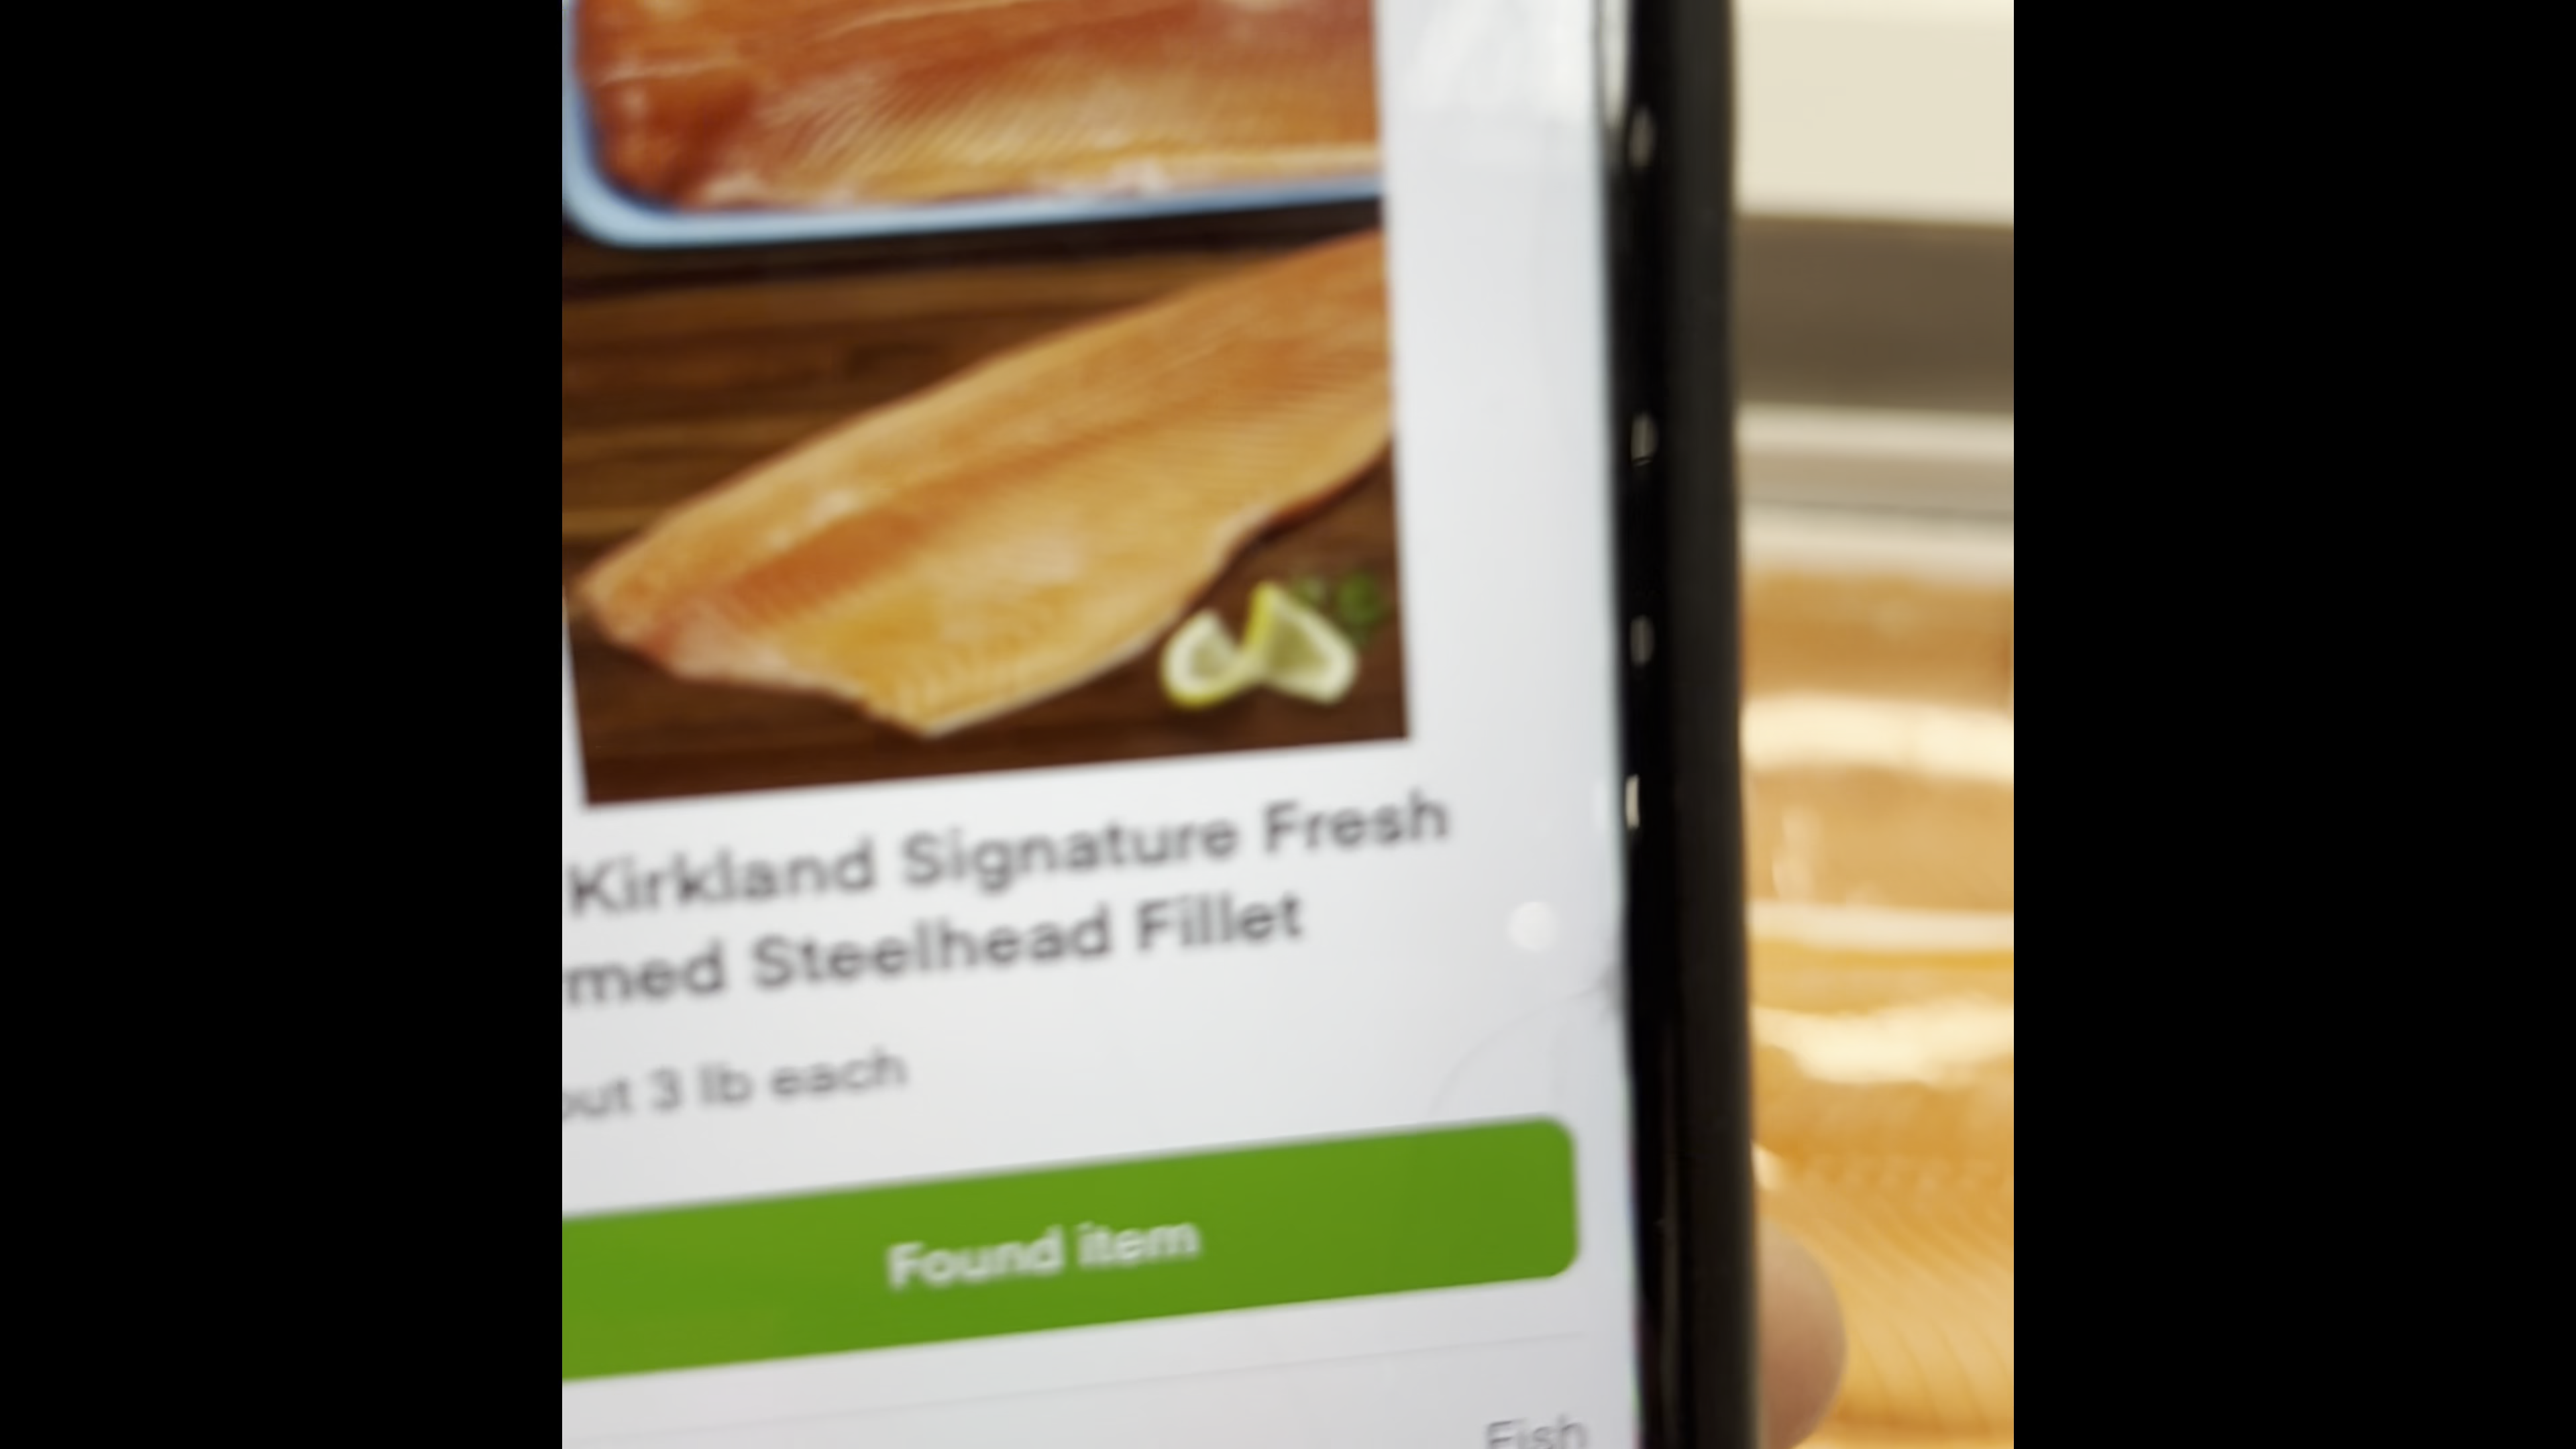 Kirkland Signature Fresh
rmed Steelhead Fillet
out 3 lb each
Found item
Fish